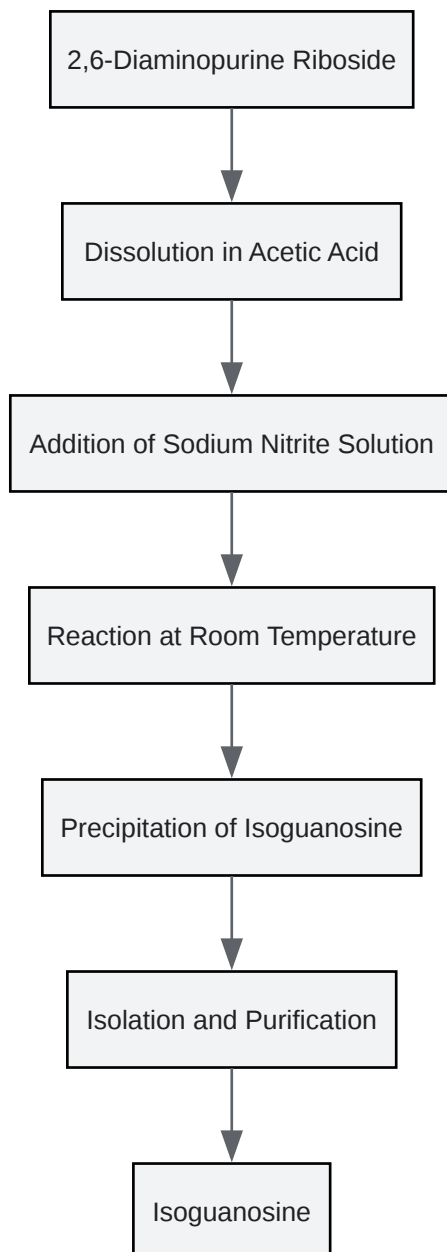 2,6-Diaminopurine Riboside
Dissolution in Acetic Acid
Addition of Sodium Nitrite Solution
Reaction at Room Temperature
Precipitation of Isoguanosine
Isolation and Purification
Isoguanosine